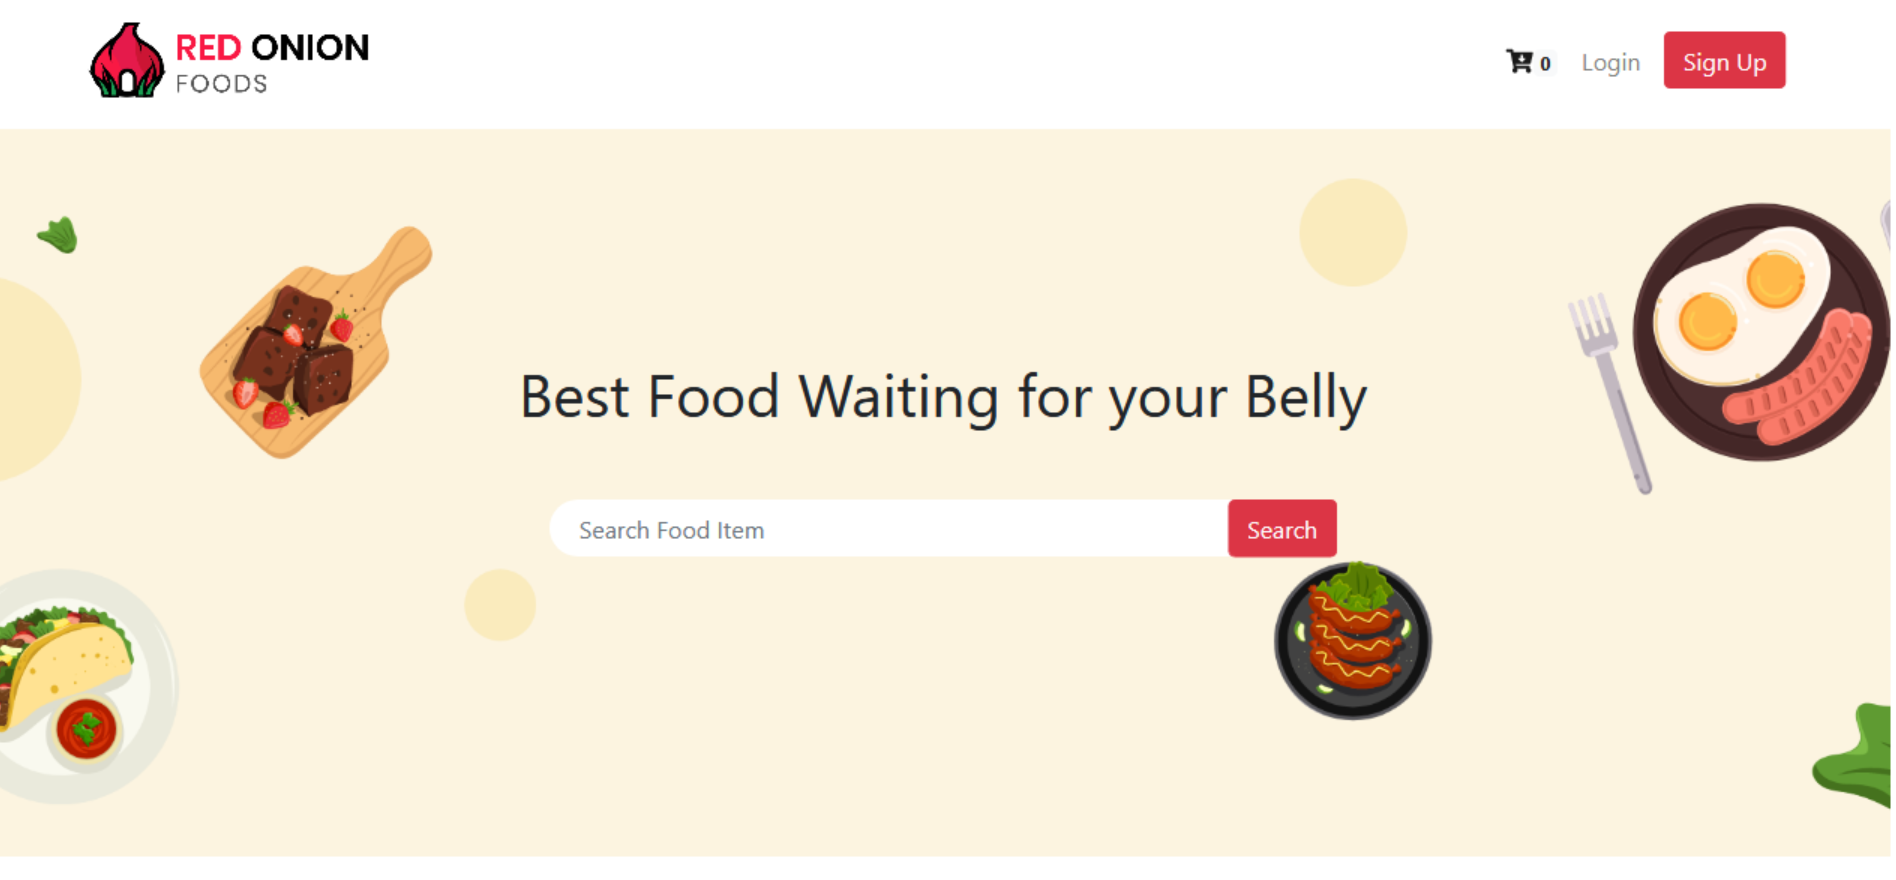 RED ONION
FOODS
0 Login Sign Up
Best Food Waiting for your Belly
Search Food Item Search